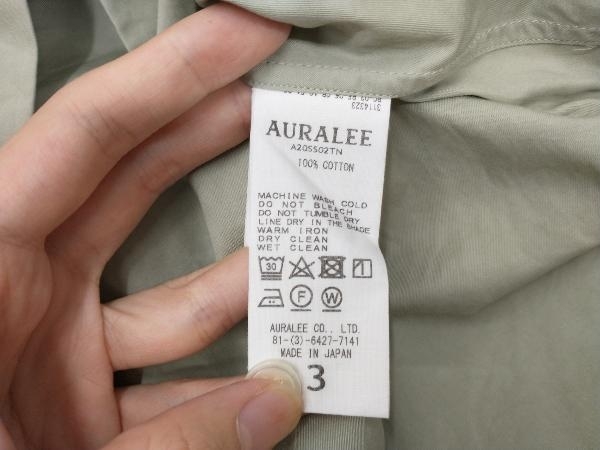 3114323
AURALEE
A20SS02TN
100% COTTON
MACHINE WASH COLD
DO NOT BLEACH
DO NOT TUMBLE DRY
LINE DRY IN THE SHADE
WARM IRON
DRY CLEAN
WET CLEAN
30
F W
AURALEE CO., LTD.
81-(3)-6427-7141
MADE IN JAPAN
3